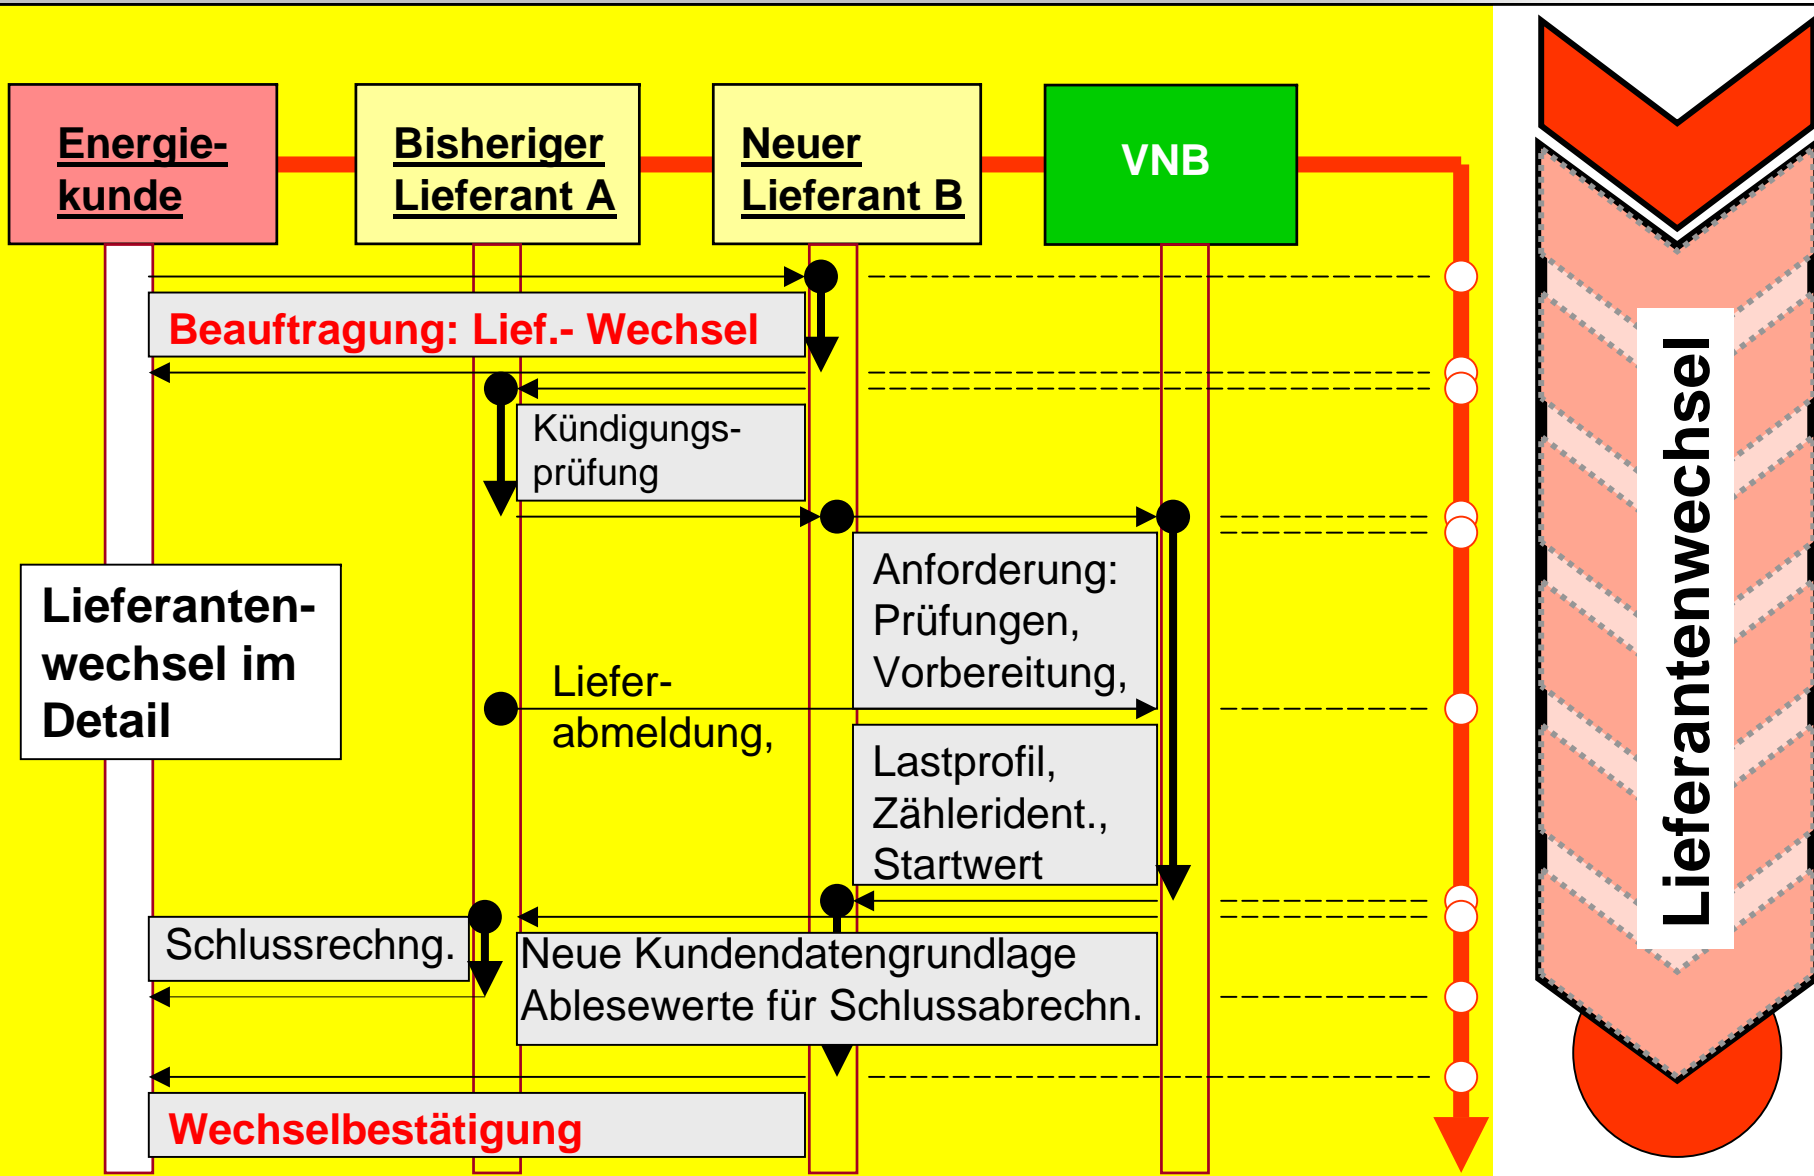 Energie-
kunde
Bisheriger
Lieferant A
Neuer
Lieferant B
VNB
Beauftragung: Lief.- Wechsel
Kündigungs-
prüfung
Anforderung:
Prüfungen,
Vorbereitung,
Lieferanten-
wechsel im
Detail
Liefer-
abmeldung,
Lastprofil,
Zählerident.,
Startwert
Schlussrechng.
Neue Kundendatengrundlage
Ablesewerte für Schlussabrechn.
Wechselbestätigung
Lieferantenwechsel